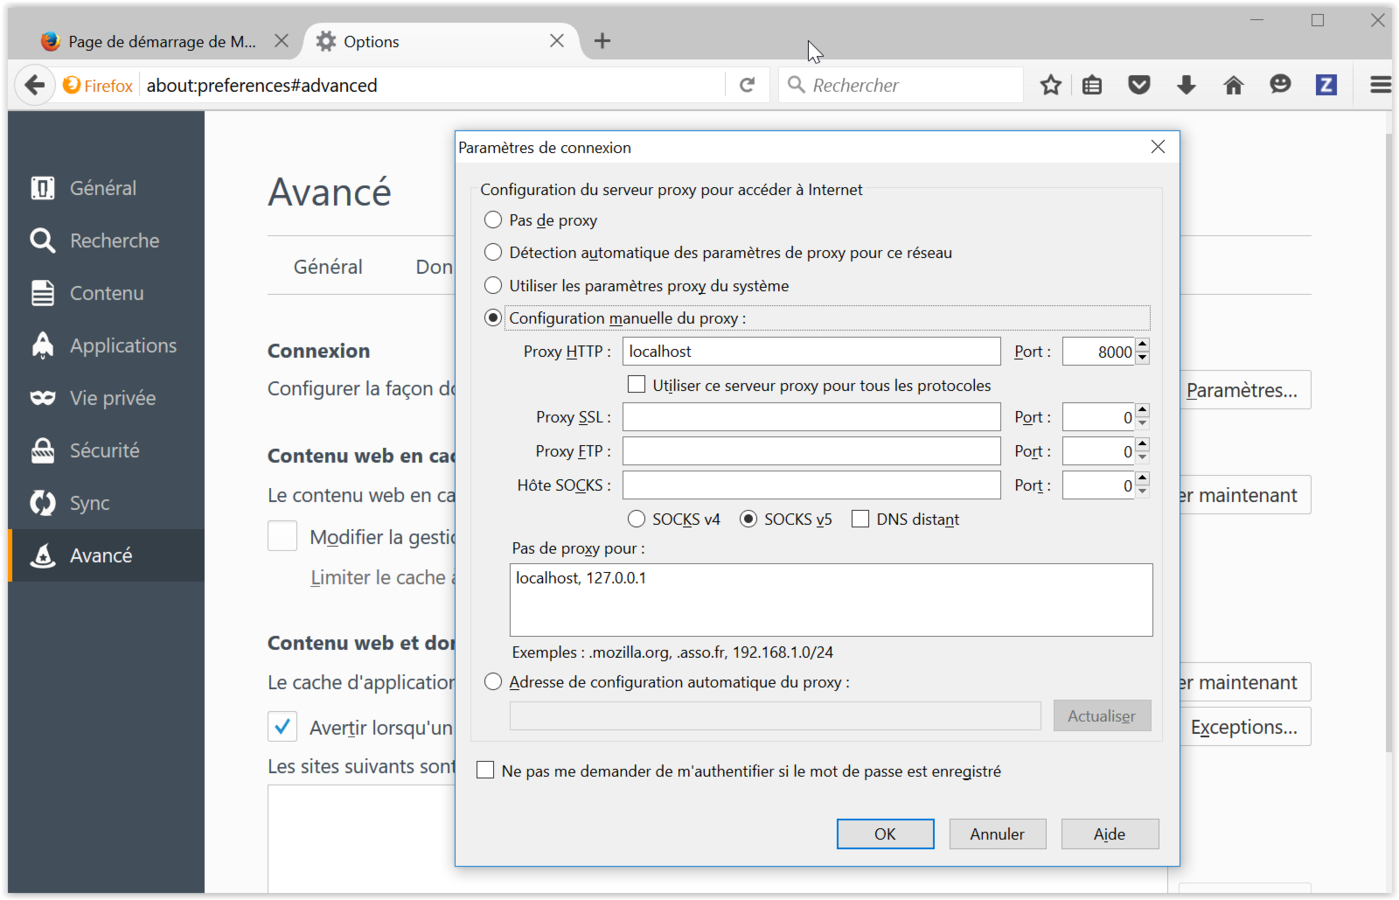 Page de démarrage de M...
Options
Firefox
about:preferences#advanced
Rechercher
Z
Général
Recherche
Contenu
Applications
Vie privée
Sécurité
Sync
Avancé
Avancé
Général
Don
Connexion
Configurer la façon do
Paramètres...
Contenu web en cac
Le contenu web en ca
er maintenant
Modifier la gestio
Limiter le cache à
Contenu web et don
Le cache d'application
er maintenant
Avertir lorsqu'un
Exceptions...
Les sites suivants sont
Paramètres de connexion
Configuration du serveur proxy pour accéder à Internet
Pas de proxy
Détection automatique des paramètres de proxy pour ce réseau
Utiliser les paramètres proxy du système
Configuration manuelle du proxy :
Proxy HTTP : localhost Port : 8000
Utiliser ce serveur proxy pour tous les protocoles
Proxy SSL : Port : 0
Proxy FTP : Port : 0
Hôte SOCKS : Port : 0
SOCKS v4 SOCKS v5 DNS distant
Pas de proxy pour :
localhost, 127.0.0.1
Exemples : .mozilla.org, .asso.fr, 192.168.1.0/24
Adresse de configuration automatique du proxy :
Actualiser
Ne pas me demander de m'authentifier si le mot de passe est enregistré
OK Annuler Aide